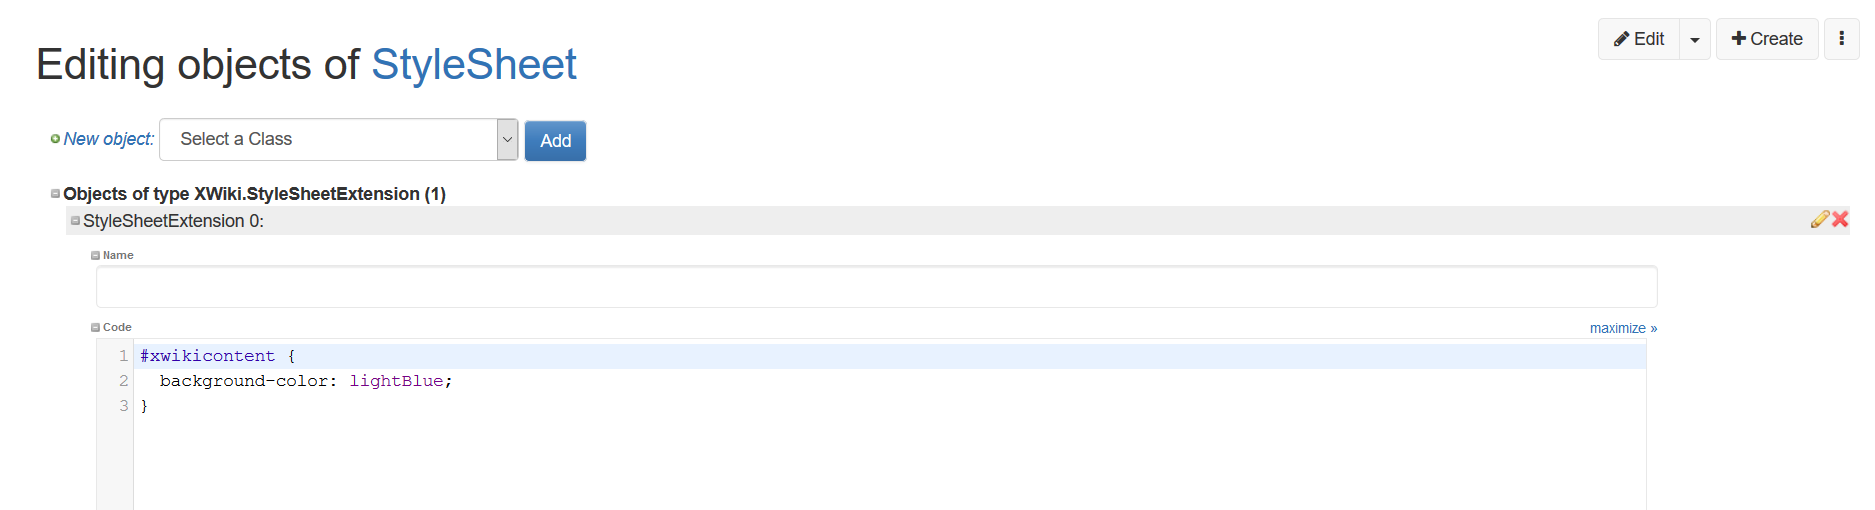 Edit
Create
Editing objects of StyleSheet
New object: Select a Class Add
Objects of type XWiki.StyleSheetExtension (1)
StyleSheetExtension 0:
Name
Code maximize »
1 #xwikicontent {
2   background-color: lightBlue;
3 }